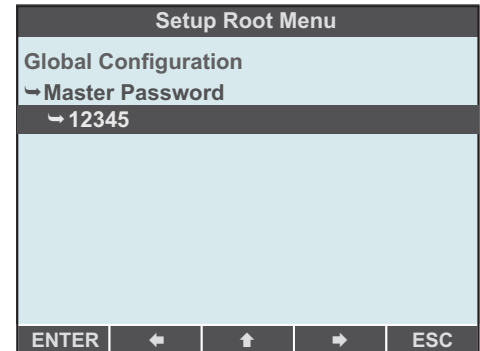 Setup Root Menu
Global Configuration
➥Master Password
➥12345
ENTER ⬅ ⬆ ➡ ESC